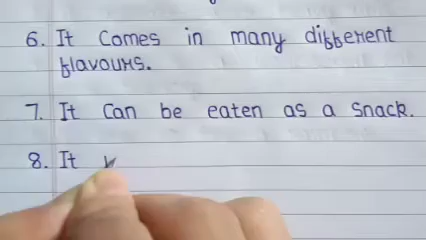 6. It Comes in many different
flavours.
7. It Can be eaten as a Snack.
8. It